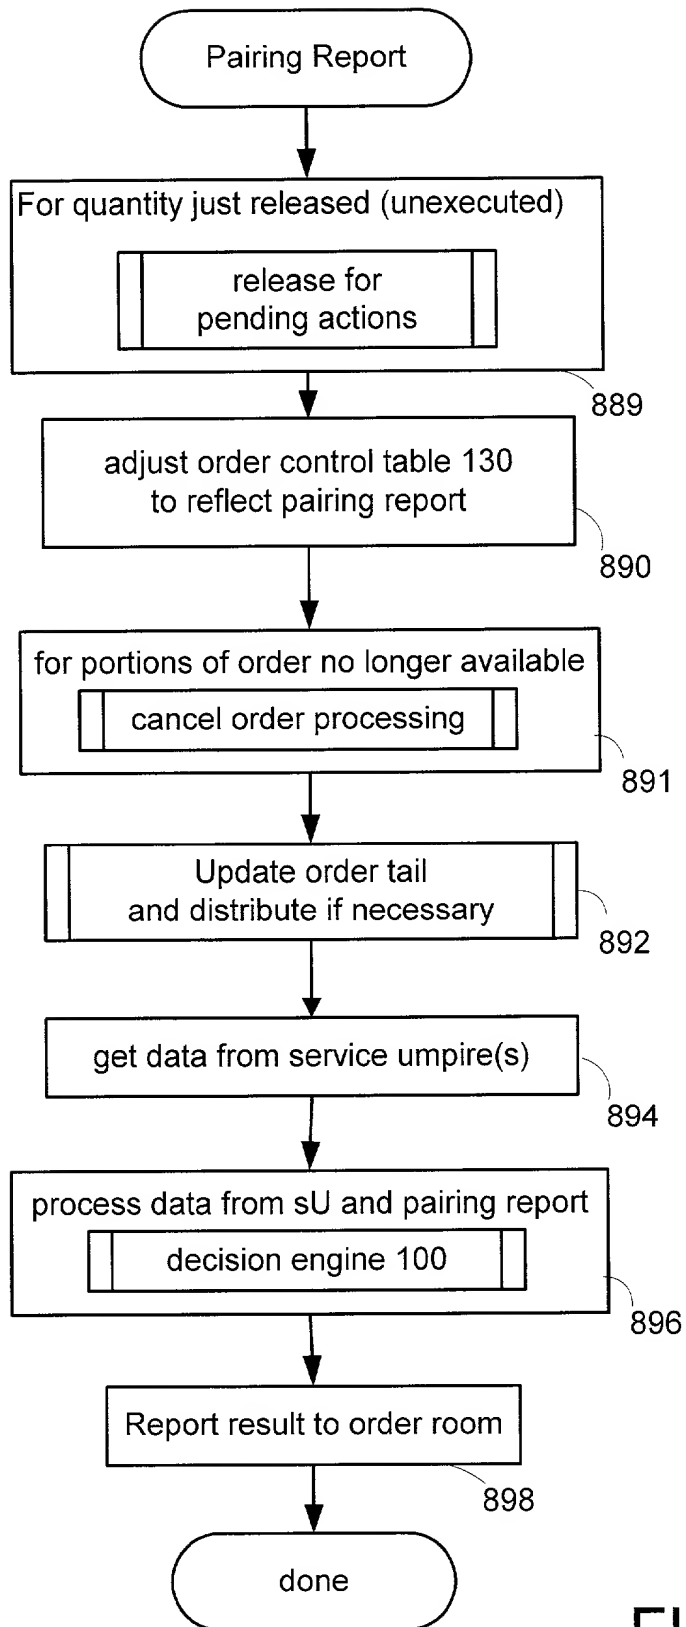 Pairing Report
For quantity just released (unexecuted)
release for
pending actions
889
adjust order control table 130
to reflect pairing report
890
for portions of order no longer available
cancel order processing
891
Update order tail
and distribute if necessary
892
get data from service umpire(s)
894
process data from sU and pairing report
decision engine 100
896
Report result to order room
898
done